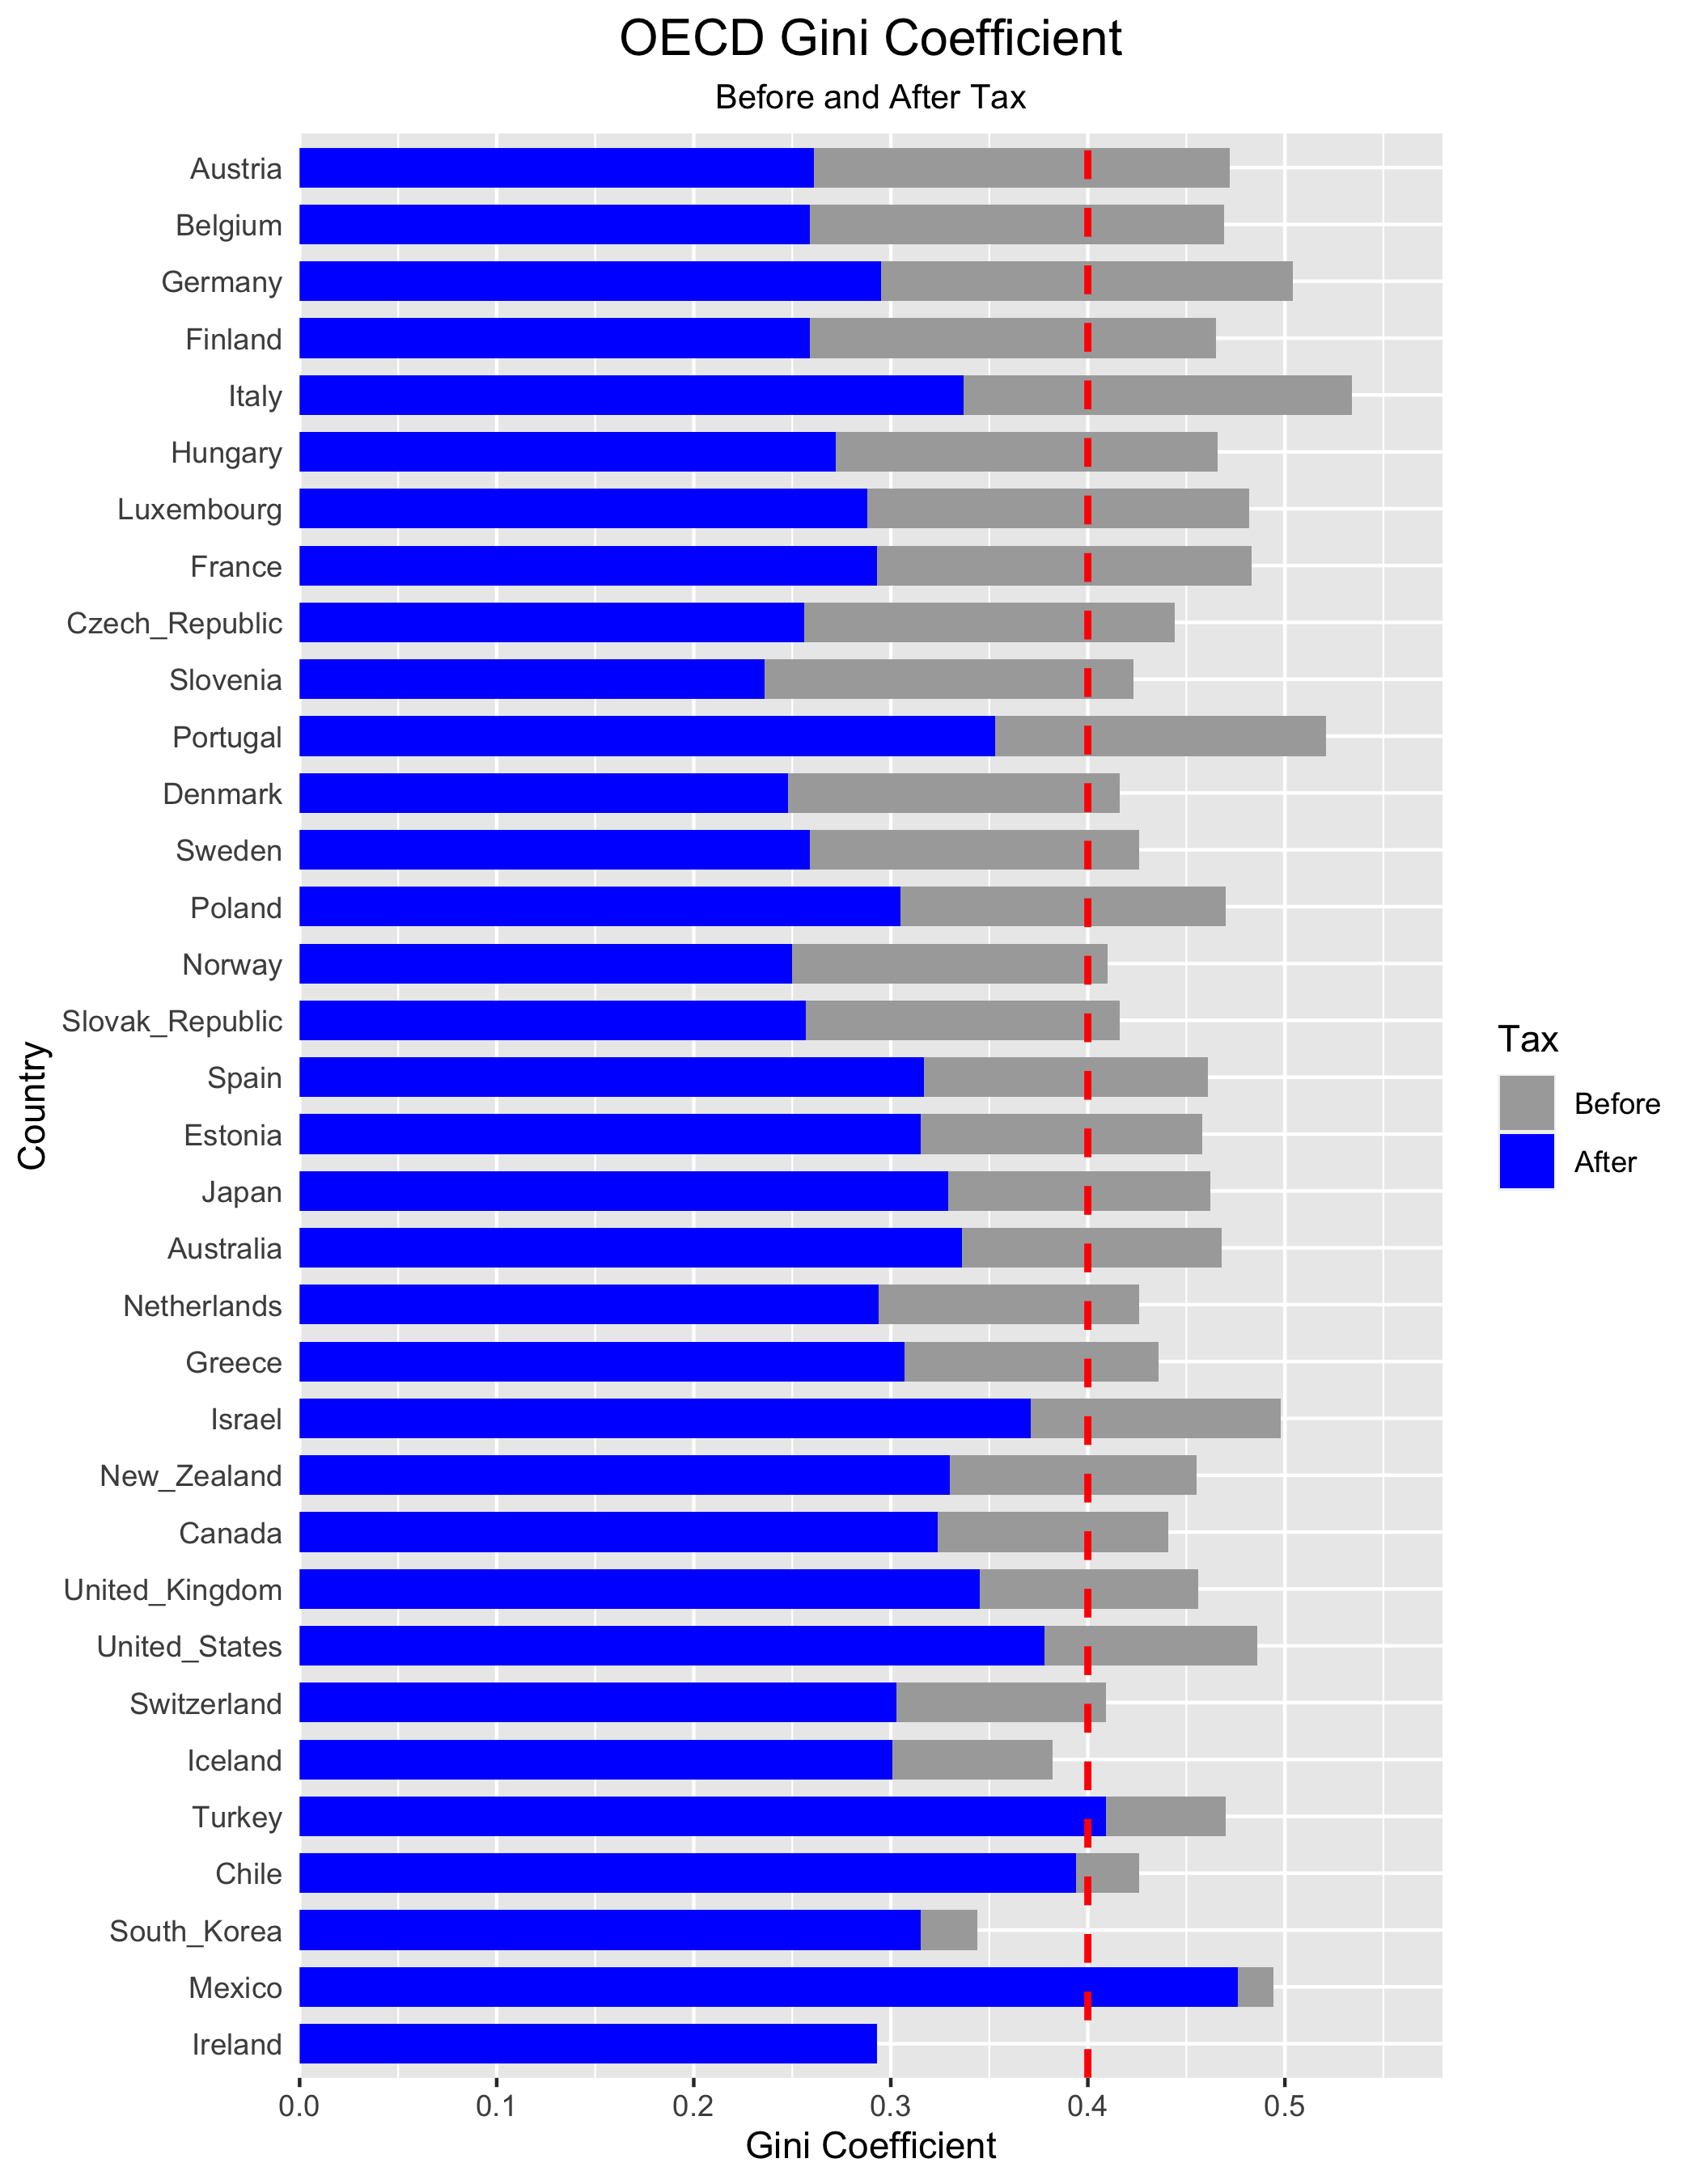 OECD Gini Coefficient
Before and After Tax
Austria
Belgium
Germany
Finland
Italy
Hungary
Luxembourg
France
Czech_Republic
Slovenia
Portugal
Denmark
Sweden
Poland
Norway
Slovak_Republic
Spain
Estonia
Japan
Australia
Netherlands
Greece
Israel
New_Zealand
Canada
United_Kingdom
United_States
Switzerland
Iceland
Turkey
Chile
South_Korea
Mexico
Ireland
Country
0.0 0.1 0.2 0.3 0.4 0.5
Gini Coefficient
Tax
Before
After